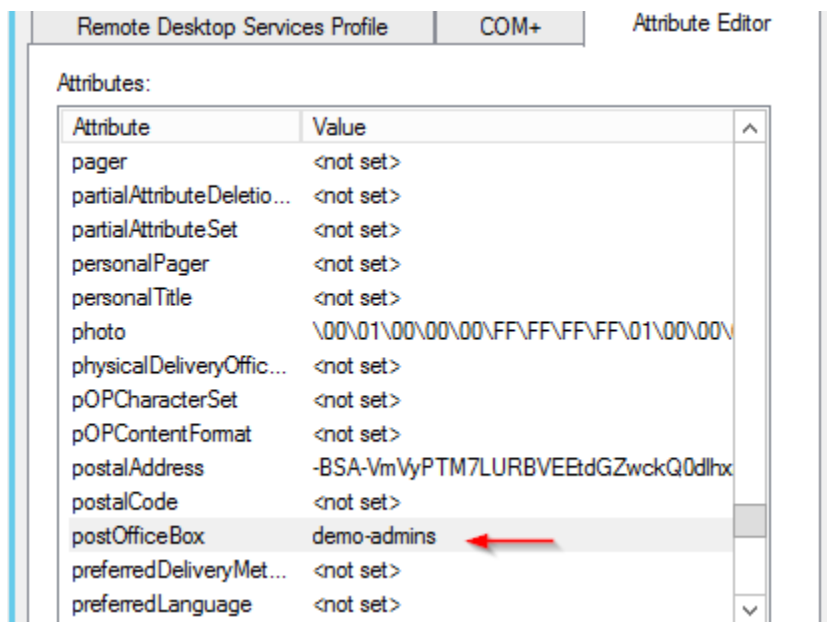 Remote Desktop Services Profile COM+ Attribute Editor
Attributes:
Attribute Value
pager <not set>
partialAttributeDeletio... <not set>
partialAttributeSet <not set>
personalPager <not set>
personalTitle <not set>
photo \00\01\00\00\00\FF\FF\FF\FF\01\00\00\
physicalDeliveryOffic... <not set>
pOPCharacterSet <not set>
pOPContentFormat <not set>
postalAddress -BSA-VmVyPTM7LURBVEEtdGZwckQ0dlhx
postalCode <not set>
postOfficeBox demo-admins
preferredDeliveryMet... <not set>
preferredLanguage <not set>